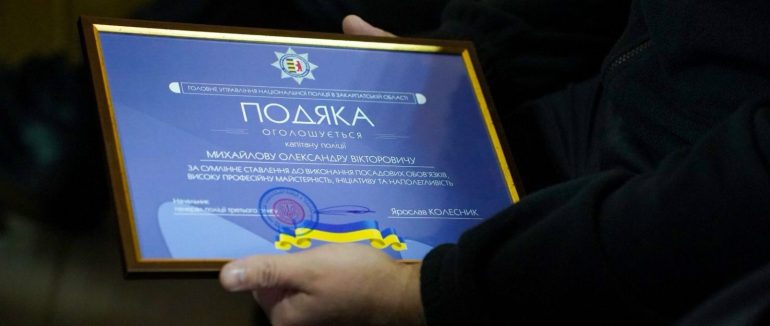 ГОЛОВНЕ УПРАВЛІННЯ НАЦІОНАЛЬНОЇ ПОЛІЦІЇ В ЗАКАРПАТСЬКІЙ ОБЛАСТІ
ПОДЯКА
ОГОЛОШУЄТЬСЯ
капітану поліції
МИХАЙЛОВУ ОЛЕКСАНДРУ ВІКТОРОВИЧУ
ЗА СУМЛІННЕ СТАВЛЕННЯ ДО ВИКОНАННЯ ПОСАДОВИХ ОБОВ'ЯЗКІВ,
ВИСОКУ ПРОФЕСІЙНУ МАЙСТЕРНІСТЬ, ІНІЦІАТИВУ ТА НАПОЛЕГЛИВІСТЬ
Начальник
генерал поліції третього рангу
Ярослав КОЛЕСНИК